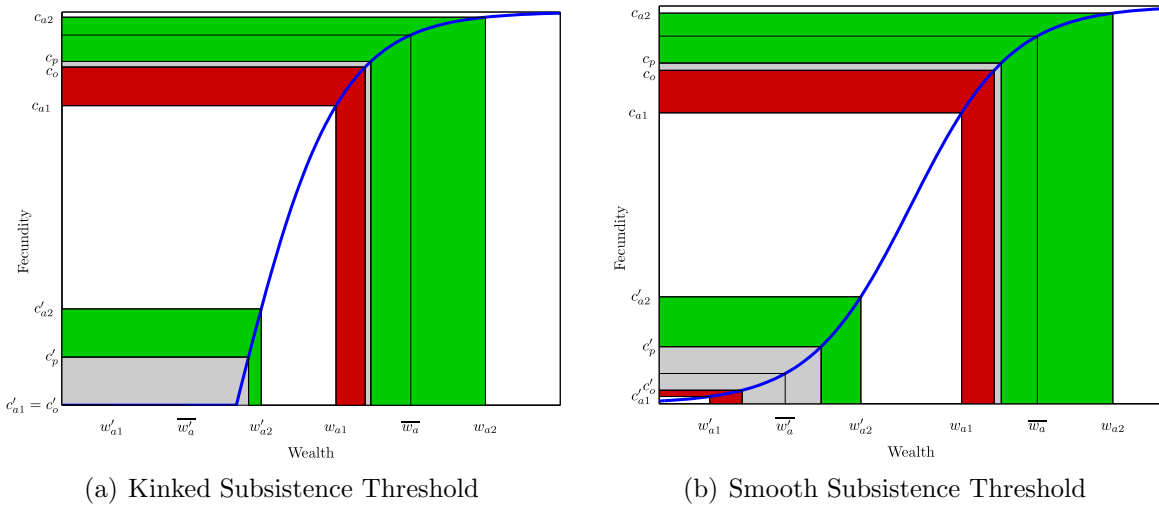 c_{a2}
c_p
c_o
c_{a1}
Fecundity
c'_{a2}
c'_p
c'_{a1} = c'_o
w'_{a1} \overline{w'_a} w'_{a2} w_{a1} \overline{w_a} w_{a2}
Wealth
(a) Kinked Subsistence Threshold
c_{a2}
c_p
c_o
c_{a1}
Fecundity
c'_{a2}
c'_p
c'_o
c'_{a1}
w'_{a1} \overline{w'_a} w'_{a2} w_{a1} \overline{w_a} w_{a2}
Wealth
(b) Smooth Subsistence Threshold